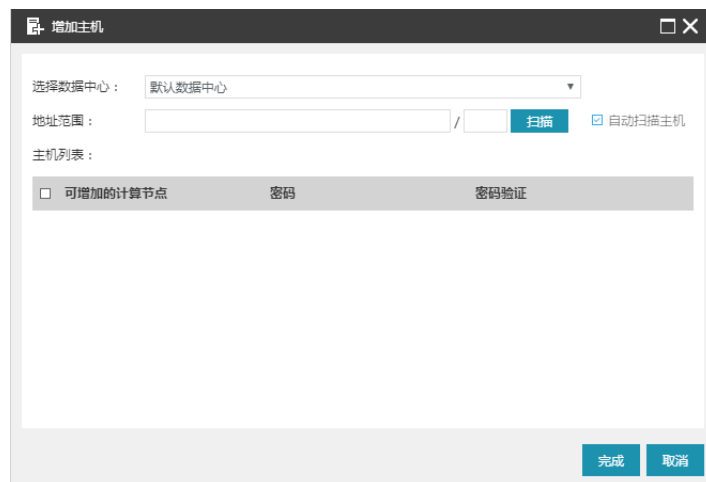 增加主机
选择数据中心： 默认数据中心
地址范围： / 扫描 自动扫描主机
主机列表：
可增加的计算节点 密码 密码验证
完成 取消